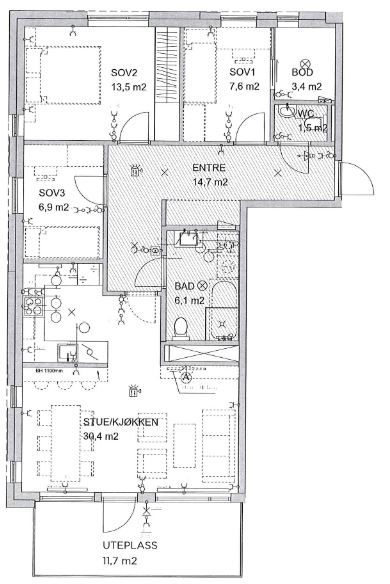 SOV2
13,5 m2
SOV1
7,6 m2
BOD
3,4 m2
WC
1,5 m2
ENTRE
14,7 m2
SOV3
6,9 m2
BAD
6,1 m2
BH.1100mm
A
STUE/KJØKKEN
30,4 m2
UTEPLASS
11,7 m2